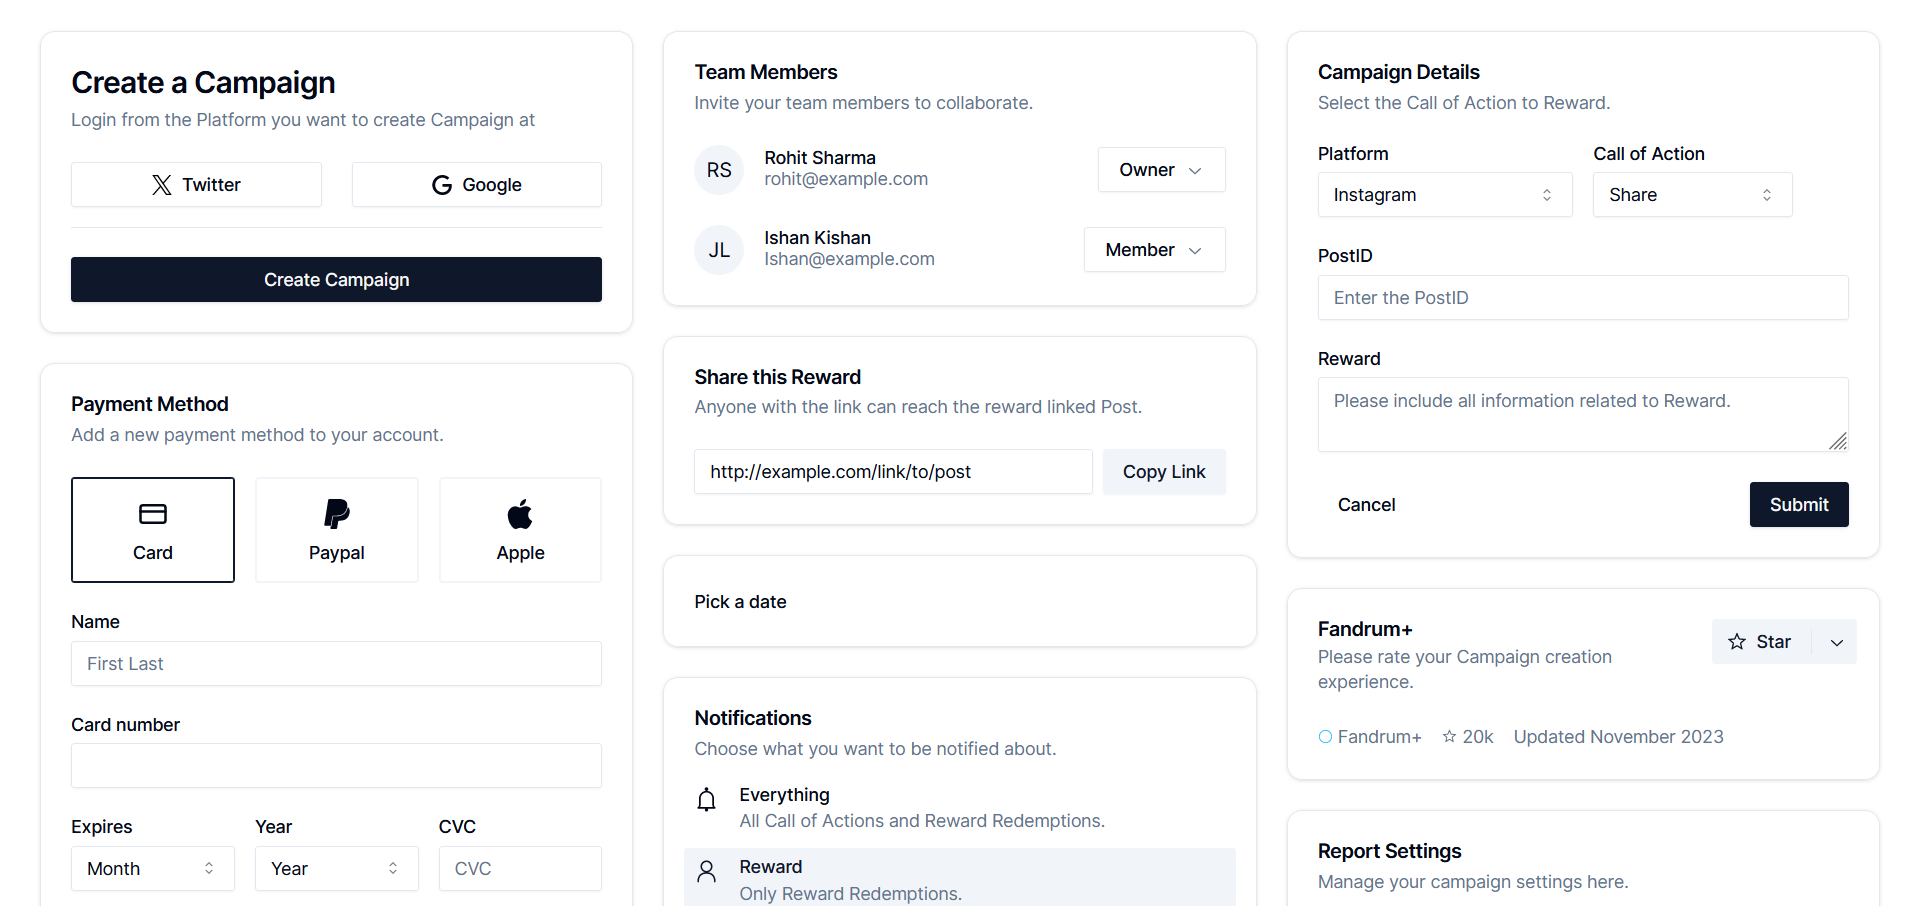 Create a Campaign
Login from the Platform you want to create Campaign at
Twitter
Google
Create Campaign
Payment Method
Add a new payment method to your account.
Card
Paypal
Apple
Name
First Last
Card number
Expires
Year
CVC
Month
Year
CVC
Team Members
Invite your team members to collaborate.
RS
Rohit Sharma
rohit@example.com
Owner
JL
Ishan Kishan
Ishan@example.com
Member
Share this Reward
Anyone with the link can reach the reward linked Post.
http://example.com/link/to/post
Copy Link
Pick a date
Notifications
Choose what you want to be notified about.
Everything
All Call of Actions and Reward Redemptions.
Reward
Only Reward Redemptions.
Campaign Details
Select the Call of Action to Reward.
Platform
Call of Action
Instagram
Share
PostID
Enter the PostID
Reward
Please include all information related to Reward.
Cancel
Submit
Fandrum+
Please rate your Campaign creation
experience.
Star
Fandrum+
20k
Updated November 2023
Report Settings
Manage your campaign settings here.